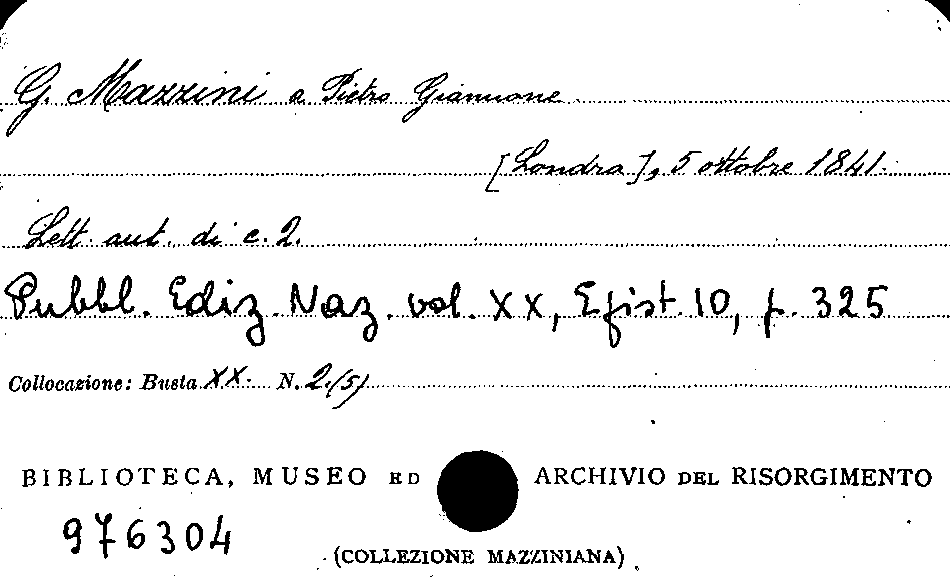 G. Mazzini a Pietro Giannone
[Londra], 5 ottobre 1841.
Lett. aut. di c. 2.
Pubbl. Ediz. Naz. vol. XX, Epist. 10, p. 325
Collocazione: Busta XX. N. 2.(5)
BIBLIOTECA, MUSEO ED ARCHIVIO DEL RISORGIMENTO
976304
(COLLEZIONE MAZZINIANA)